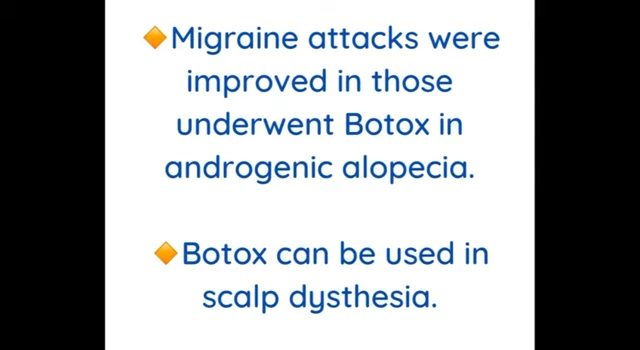 🔸Migraine attacks were
improved in those
underwent Botox in
androgenic alopecia.
🔸Botox can be used in
scalp dysthesia.